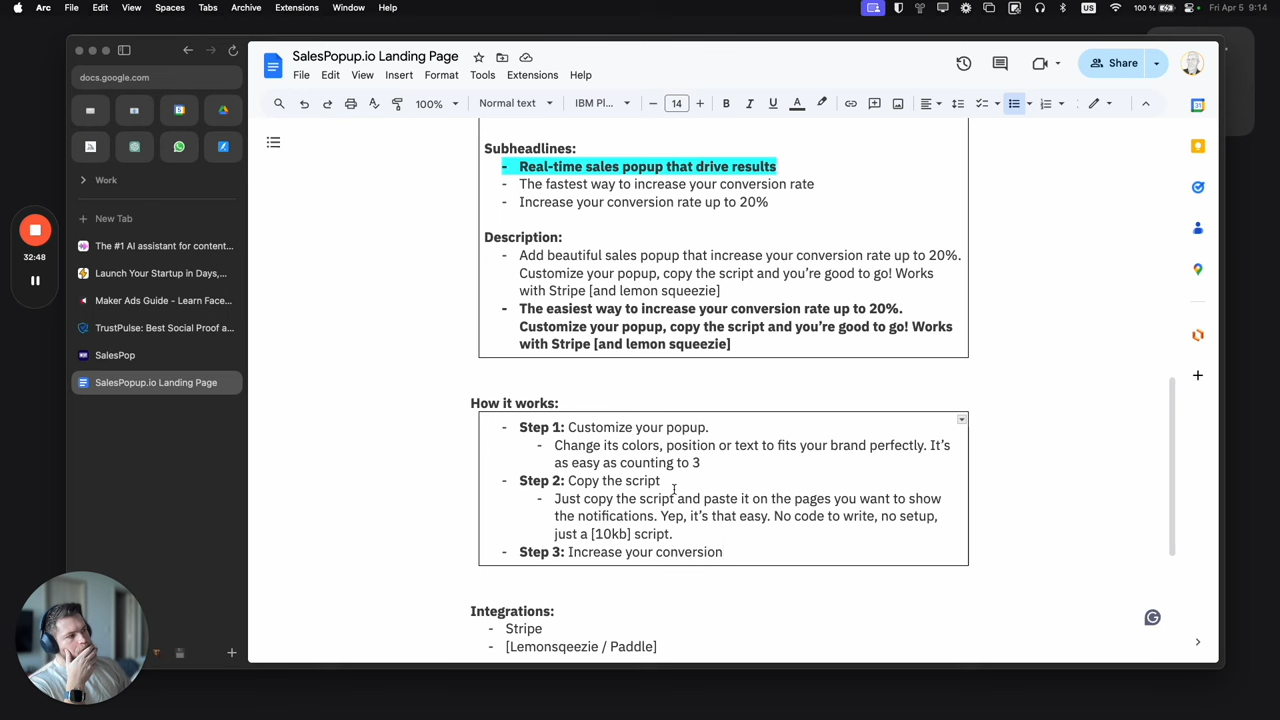 Arc File Edit View Spaces Tabs Archive Extensions Window Help
US 100 % Fri Apr 5 9:14
docs.google.com
Work
New Tab
The #1 AI assistant for content...
Launch Your Startup in Days,...
Maker Ads Guide - Learn Face...
TrustPulse: Best Social Proof a...
SalesPop
SalesPopup.io Landing Page
32:48
SalesPopup.io Landing Page
Share
File Edit View Insert Format Tools Extensions Help
100% Normal text IBM Pl... 14
Subheadlines:
- Real-time sales popup that drive results
- The fastest way to increase your conversion rate
- Increase your conversion rate up to 20%
Description:
- Add beautiful sales popup that increase your conversion rate up to 20%.
Customize your popup, copy the script and you’re good to go! Works
with Stripe [and lemon squeezie]
- The easiest way to increase your conversion rate up to 20%.
Customize your popup, copy the script and you’re good to go! Works
with Stripe [and lemon squeezie]
How it works:
- Step 1: Customize your popup.
- Change its colors, position or text to fits your brand perfectly. It’s
as easy as counting to 3
- Step 2: Copy the script
- Just copy the script and paste it on the pages you want to show
the notifications. Yep, it’s that easy. No code to write, no setup,
just a [10kb] script.
- Step 3: Increase your conversion
Integrations:
- Stripe
- [Lemonsqeezie / Paddle]